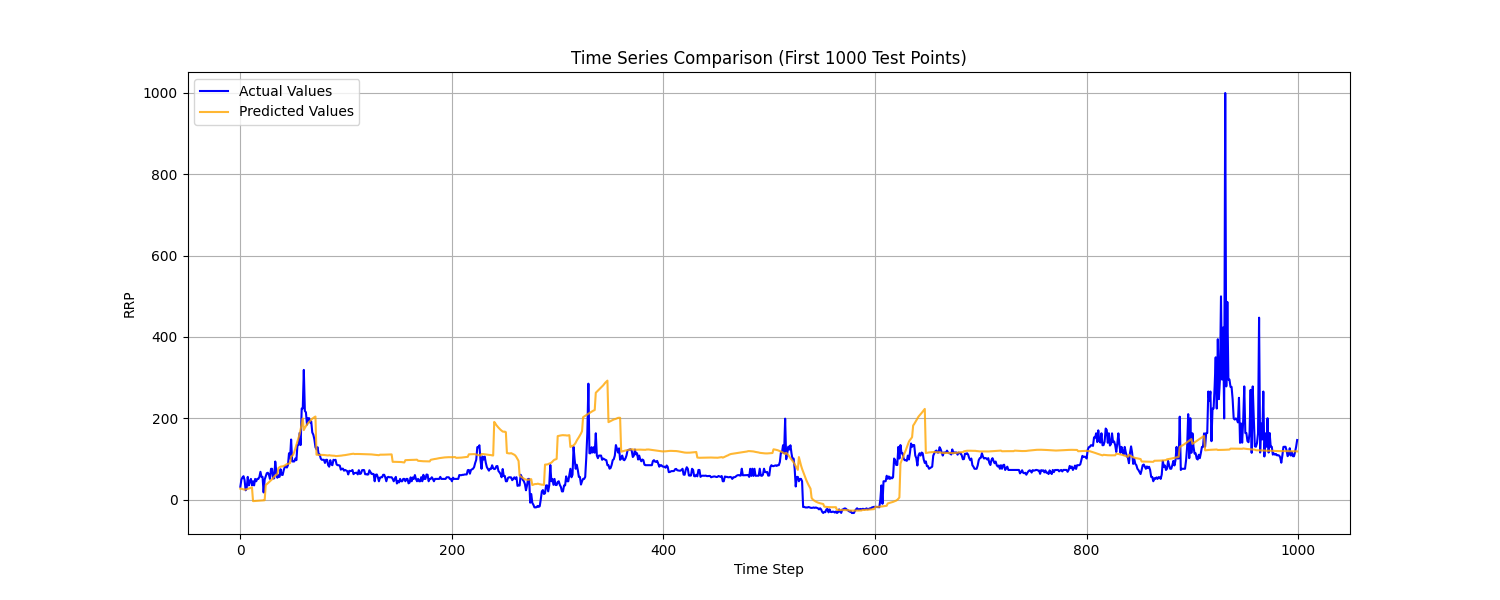 Time Series Comparison (First 1000 Test Points)
Actual Values
Predicted Values
1000
800
600
400
200
0
RRP
0 200 400 600 800 1000
Time Step